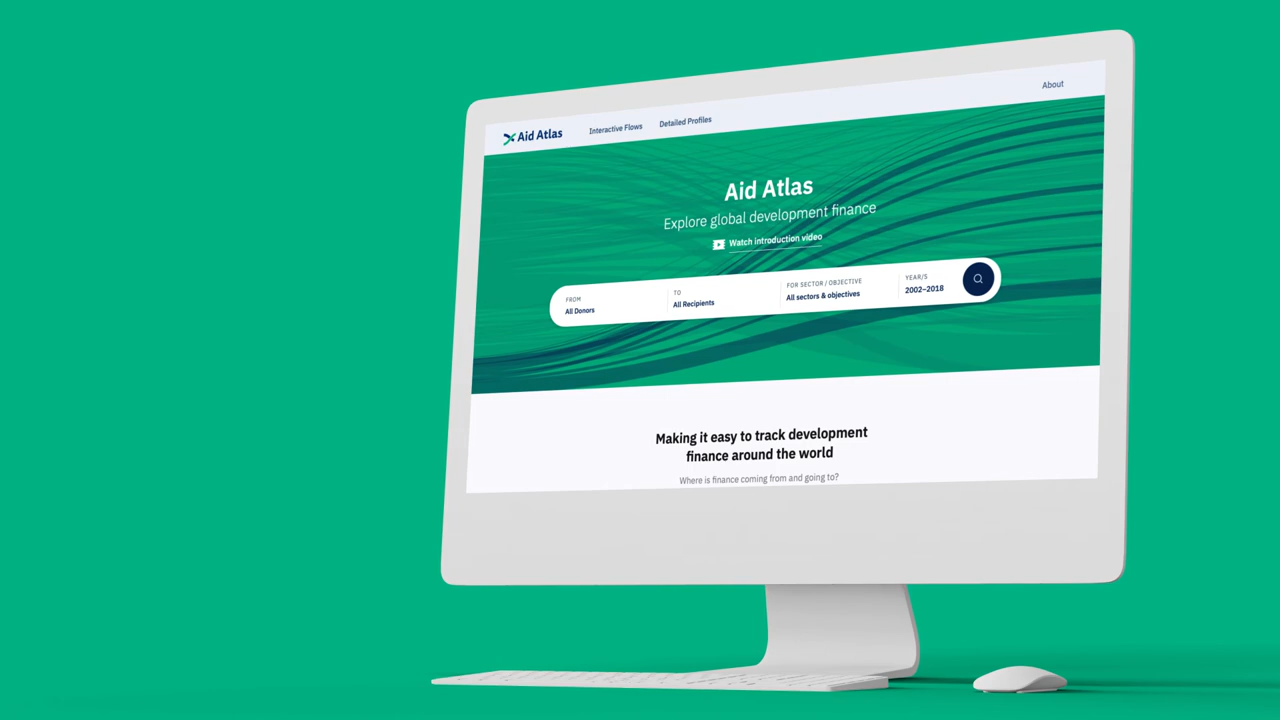 Aid Atlas
Interactive Flows
Detailed Profiles
About
Aid Atlas
Explore global development finance
Watch introduction video
FROM
All Donors
TO
All Recipients
FOR SECTOR / OBJECTIVE
All sectors & objectives
YEAR/S
2002–2018
Making it easy to track development
finance around the world
Where is finance coming from and going to?